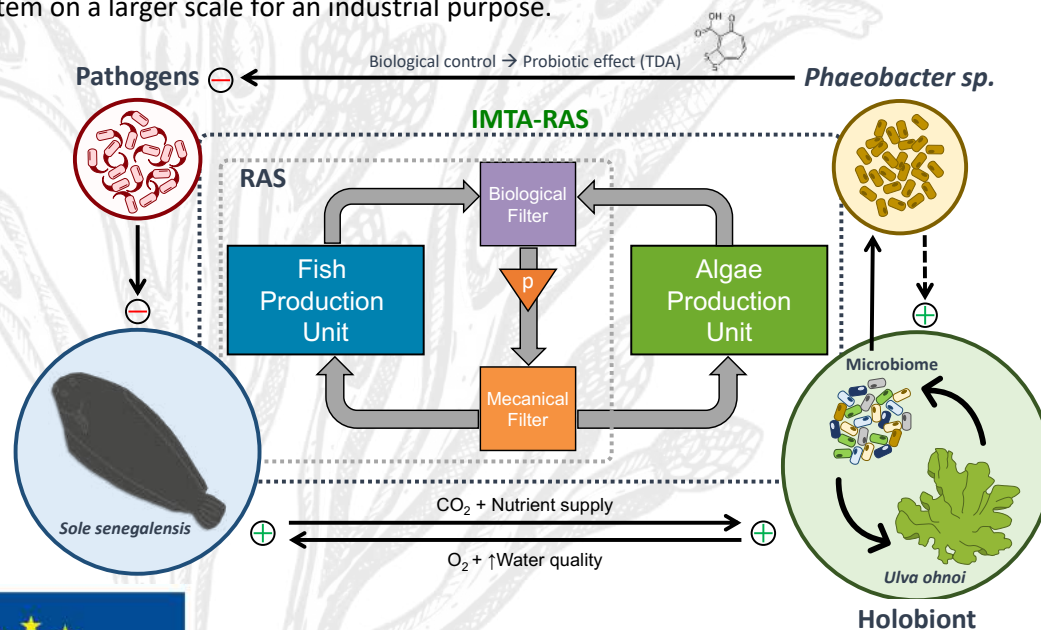 tem on a larger scale for an industrial purpose.
OH
O
O
S
S
Biological control → Probiotic effect (TDA)
Pathogens
Phaeobacter sp.
IMTA-RAS
RAS
Biological
Filter
Fish
Production
Unit
p
Algae
Production
Unit
Mecanical
Filter
Microbiome
Sole senegalensis
CO₂ + Nutrient supply
O₂ + ↑Water quality
Ulva ohnoi
Holobiont